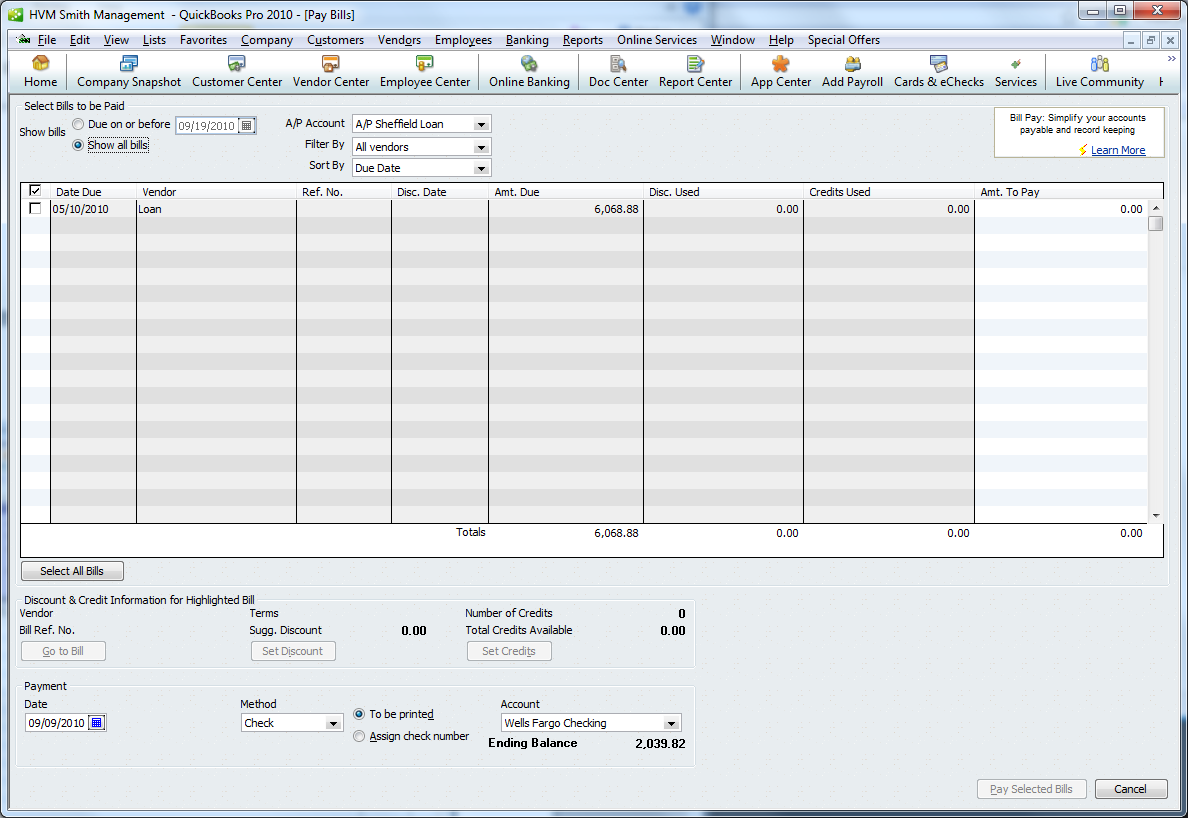 HVM Smith Management - QuickBooks Pro 2010 - [Pay Bills]
File Edit View Lists Favorites Company Customers Vendors Employees Banking Reports Online Services Window Help Special Offers
Home Company Snapshot Customer Center Vendor Center Employee Center Online Banking Doc Center Report Center App Center Add Payroll Cards & eChecks Services Live Community
Select Bills to be Paid
Show bills
Due on or before 09/19/2010
Show all bills
A/P Account A/P Sheffield Loan
Filter By All vendors
Sort By Due Date
Bill Pay: Simplify your accounts
payable and record keeping
Learn More
Date Due Vendor Ref. No. Disc. Date Amt. Due Disc. Used Credits Used Amt. To Pay
05/10/2010 Loan 6,068.88 0.00 0.00 0.00
Totals 6,068.88 0.00 0.00 0.00
Select All Bills
Discount & Credit Information for Highlighted Bill
Vendor Terms Number of Credits 0
Bill Ref. No. Sugg. Discount 0.00 Total Credits Available 0.00
Go to Bill Set Discount Set Credits
Payment
Date Method Account
09/09/2010 Check To be printed Wells Fargo Checking
Assign check number Ending Balance 2,039.82
Pay Selected Bills Cancel